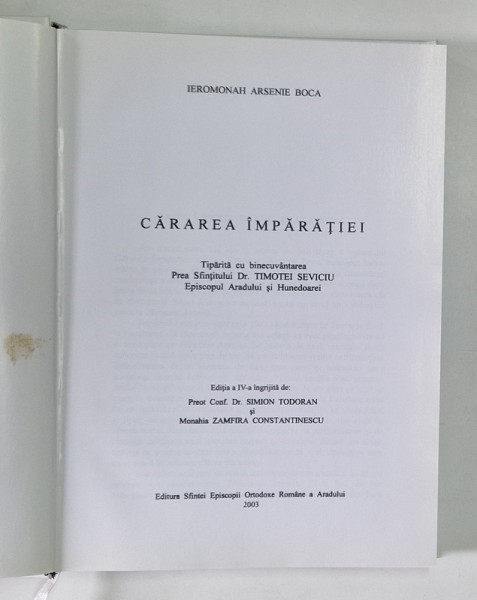 IEROMONAH ARSENIE BOCA
CĂRAREA ÎMPĂRĂŢIEI
Tipărită cu binecuvântarea
Prea Sfinţitului Dr. TIMOTEI SEVICIU
Episcopul Aradului şi Hunedoarei
Ediţia a IV-a îngrijită de:
Preot Conf. Dr. SIMION TODORAN
şi
Monahia ZAMFIRA CONSTANTINESCU
Editura Sfintei Episcopii Ortodoxe Române a Aradului
2003